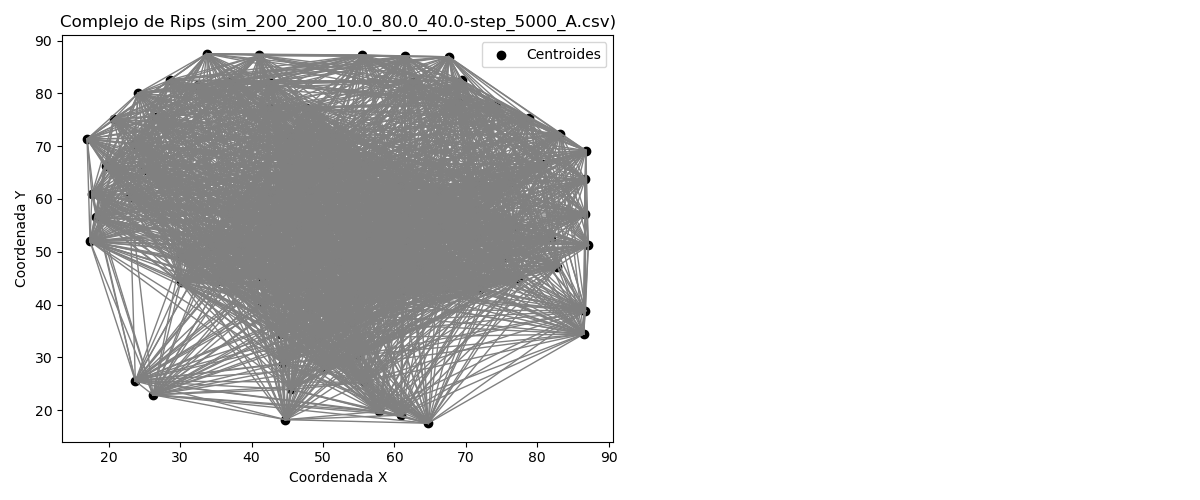 Complejo de Rips (sim_200_200_10.0_80.0_40.0-step_5000_A.csv)
90
80
70
60
50
40
30
20
Coordenada Y
Centroides
20 30 40 50 60 70 80 90
Coordenada X